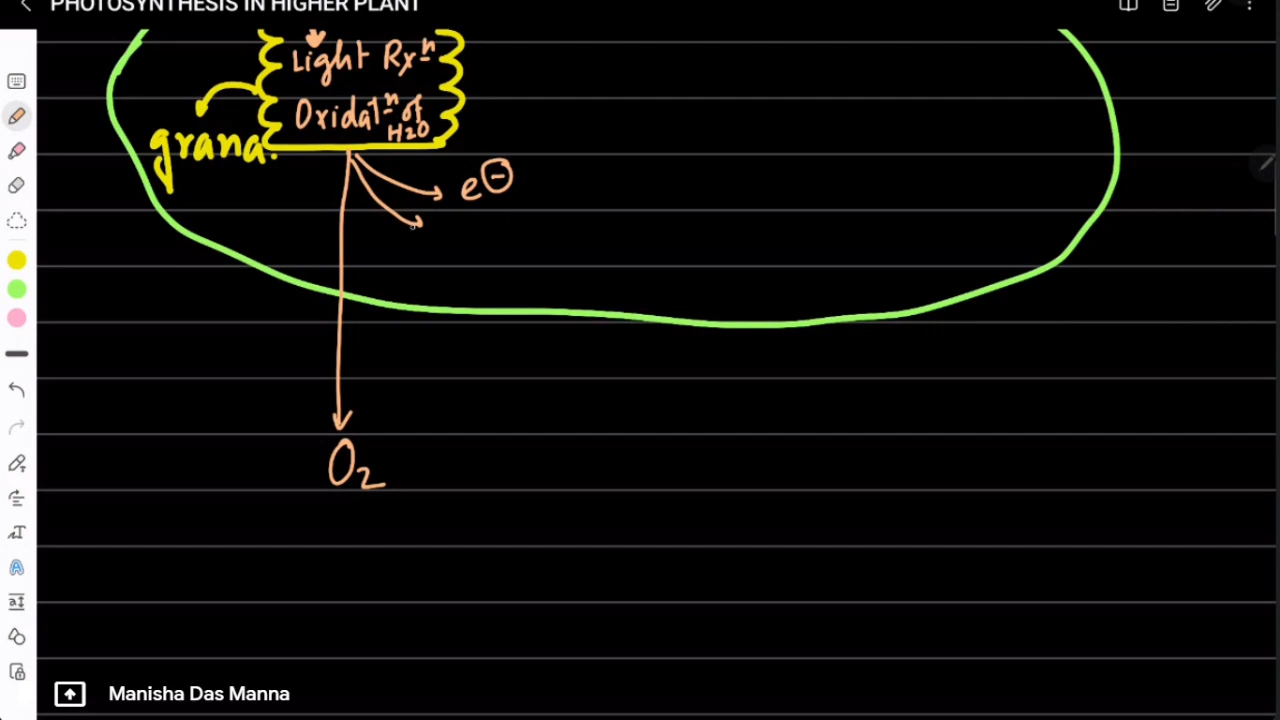 PHOTOSYNTHESIS IN HIGHER PLANT
Light Rxⁿ
Oxidatⁿ of
H2O
grana.
e⊖
O2
Manisha Das Manna